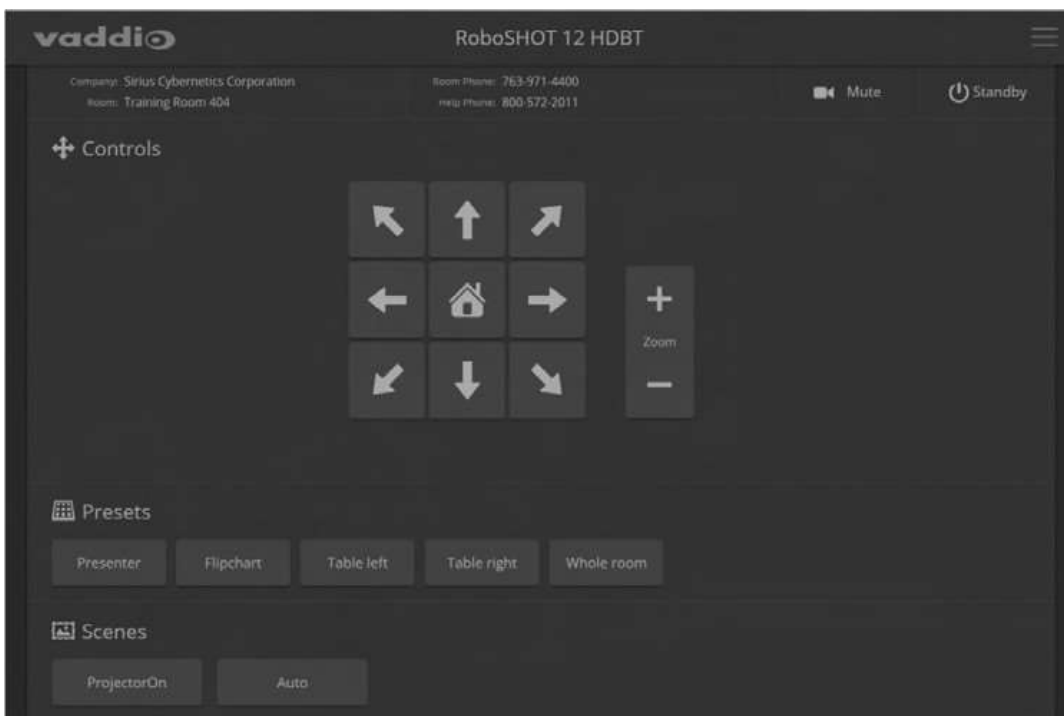 vaddio
RoboSHOT 12 HDBT
Company: Sirius Cybernetics Corporation
Room: Training Room 404
Room Phone: 763-971-4400
Help Phone: 800-572-2011
Mute
Standby
Controls
+
Zoom
−
Presets
Presenter
Flipchart
Table left
Table right
Whole room
Scenes
ProjectorOn
Auto